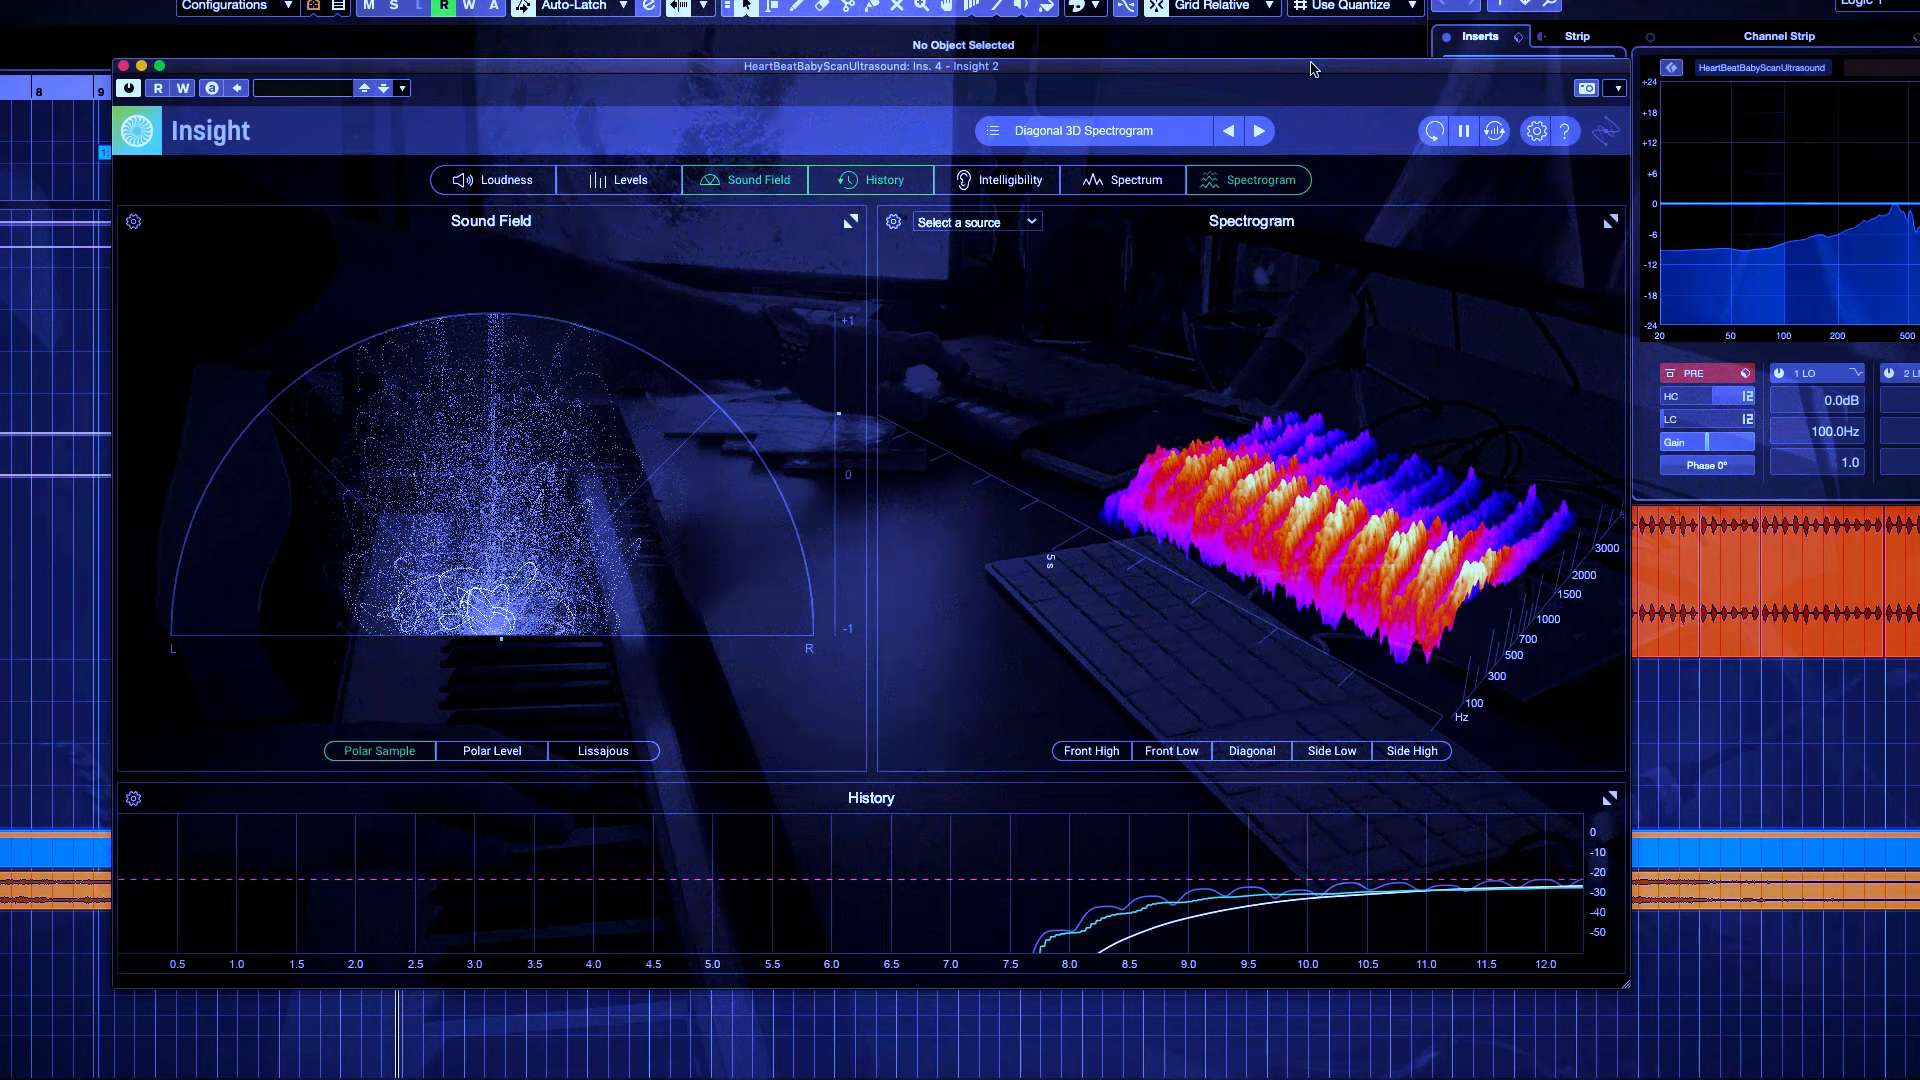 Configurations
M S L R W A
Auto-Latch
Grid Relative
Use Quantize
No Object Selected
Inserts
Strip
Channel Strip
HeartBeatBabyScanUltrasound: Ins. 4 - Insight 2
8 9
R W
a
HeartBeatBabyScanUltrasound
Insight
Diagonal 3D Spectrogram
?
Loudness
Levels
Sound Field
History
Intelligibility
Spectrum
Spectrogram
Sound Field
+1
0
-1
L
R
Polar Sample
Polar Level
Lissajous
Select a source
Spectrogram
5 s
3000
2000
1500
1000
700
500
300
100
Hz
Front High
Front Low
Diagonal
Side Low
Side High
History
0
-10
-20
-30
-40
-50
0.5 1.0 1.5 2.0 2.5 3.0 3.5 4.0 4.5 5.0 5.5 6.0 6.5 7.0 7.5 8.0 8.5 9.0 9.5 10.0 10.5 11.0 11.5 12.0
+24
+18
+12
+6
0
-6
-12
-18
-24
20 50 100 200 500
PRE
HC 12
LC 12
Gain
Phase 0°
1 LO
0.0dB
100.0Hz
1.0